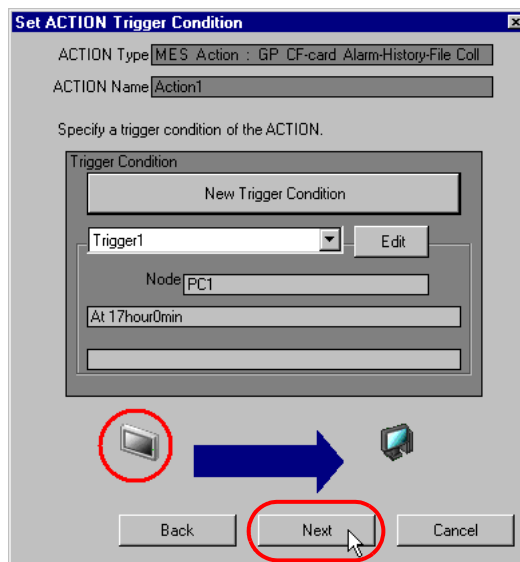 Set ACTION Trigger Condition
ACTION Type MES Action : GP CF-card Alarm-History-File Coll
ACTION Name Action1
Specify a trigger condition of the ACTION.
Trigger Condition
New Trigger Condition
Trigger1 Edit
Node PC1
At 17hour0min
Back Next Cancel